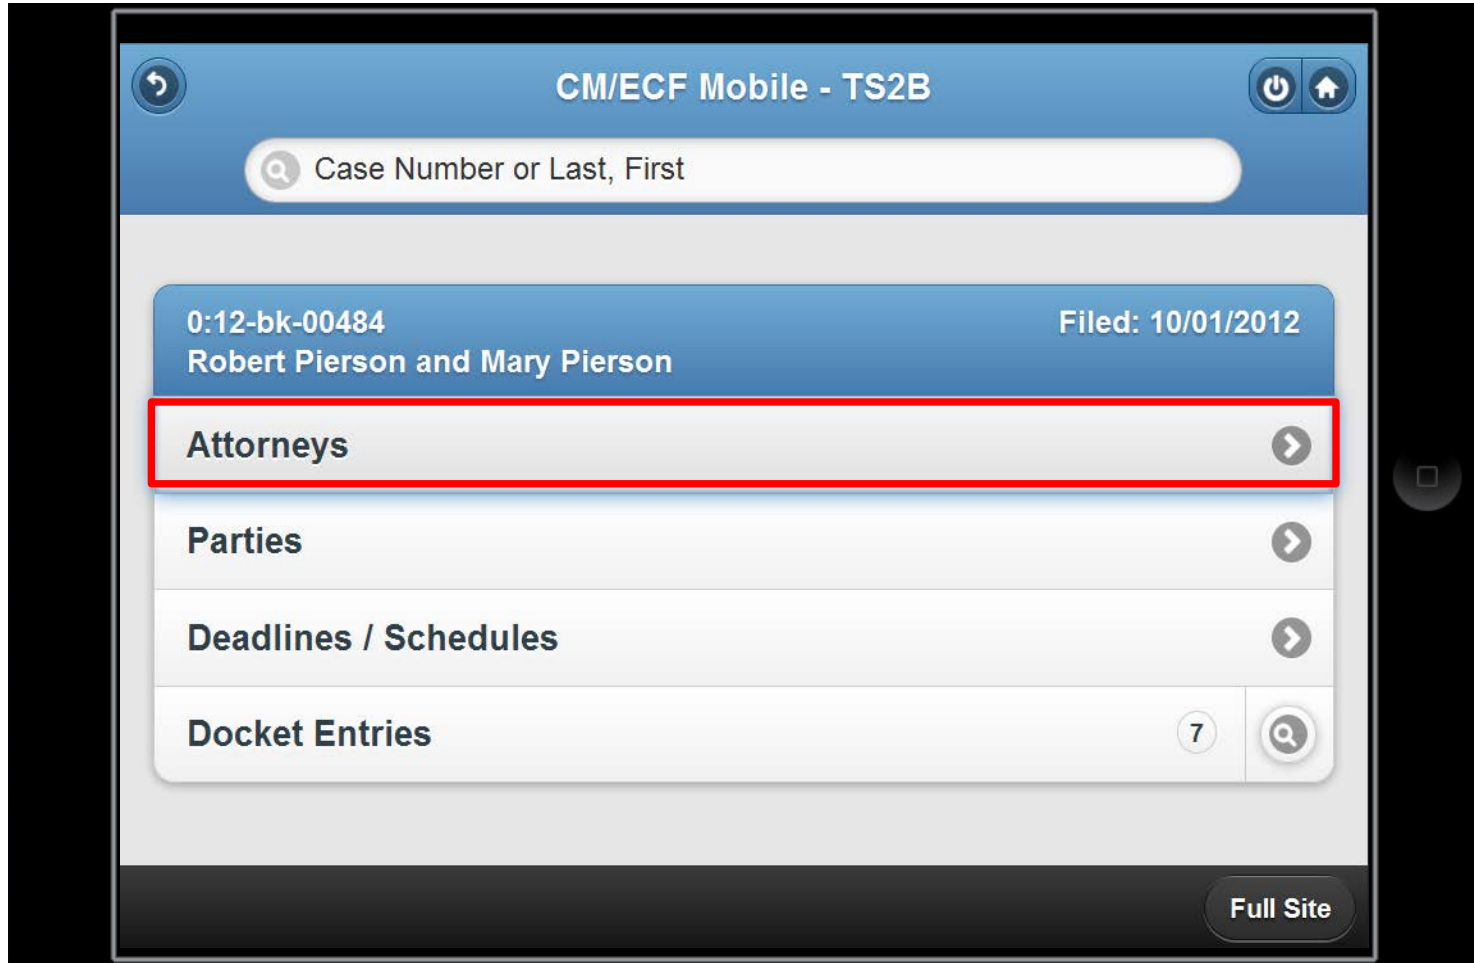 CM/ECF Mobile - TS2B
Case Number or Last, First
0:12-bk-00484 Filed: 10/01/2012
Robert Pierson and Mary Pierson
Attorneys
Parties
Deadlines / Schedules
Docket Entries 7
Full Site